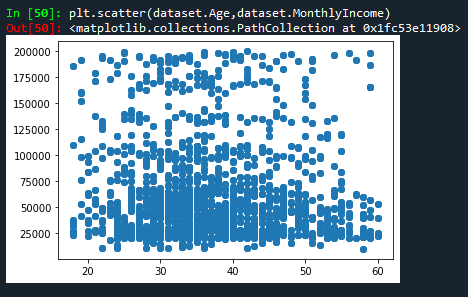 In [50]: plt.scatter(dataset.Age,dataset.MonthlyIncome)
Out[50]: <matplotlib.collections.PathCollection at 0x1fc53e11908>
200000
175000
150000
125000
100000
75000
50000
25000
20 30 40 50 60